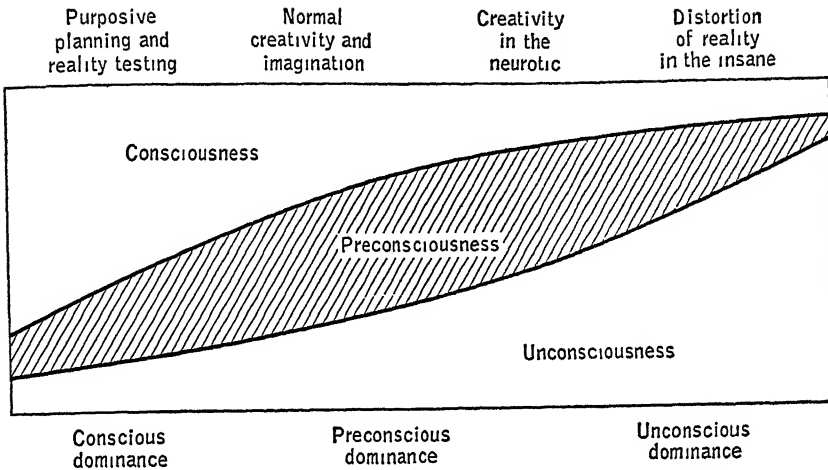 Purposive
planning and
reality testing
Normal
creativity and
imagination
Creativity
in the
neurotic
Distortion
of reality
in the insane
Consciousness
Preconsciousness
Unconsciousness
Conscious
dominance
Preconscious
dominance
Unconscious
dominance